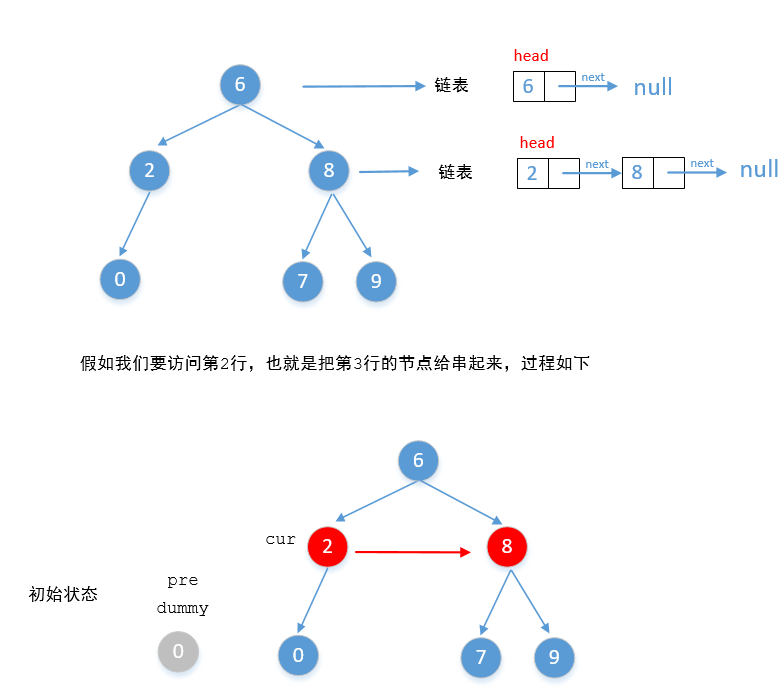 head
6
链表
6
next
null
head
2
8
链表
2
next
8
next
null
0
7
9
假如我们要访问第2行，也就是把第3行的节点给串起来，过程如下
6
cur
2
8
初始状态
pre
dummy
0
0
7
9